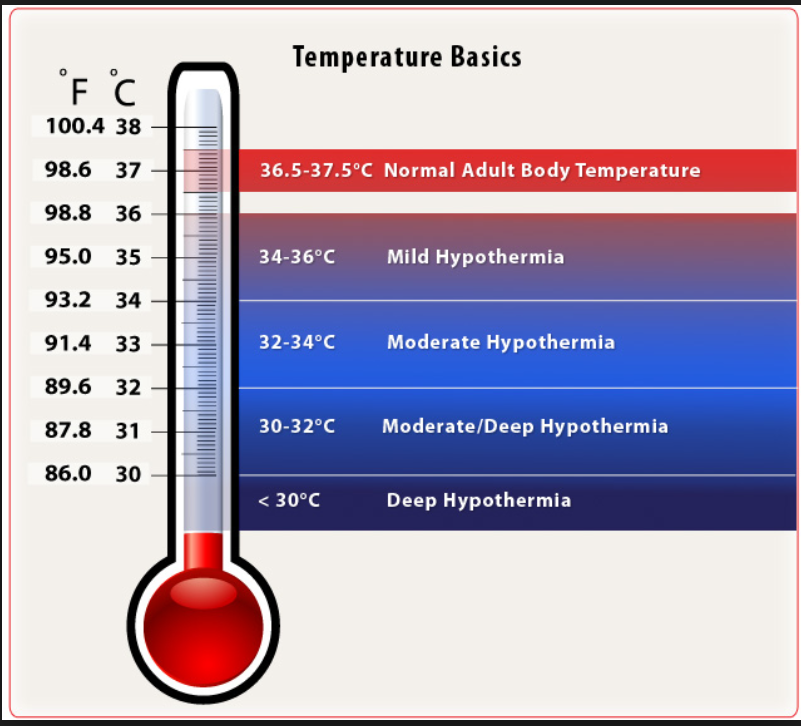 Temperature Basics
°F °C
100.4 38
98.6 37 36.5-37.5°C Normal Adult Body Temperature
98.8 36
95.0 35 34-36°C Mild Hypothermia
93.2 34
91.4 33 32-34°C Moderate Hypothermia
89.6 32
87.8 31 30-32°C Moderate/Deep Hypothermia
86.0 30
< 30°C Deep Hypothermia